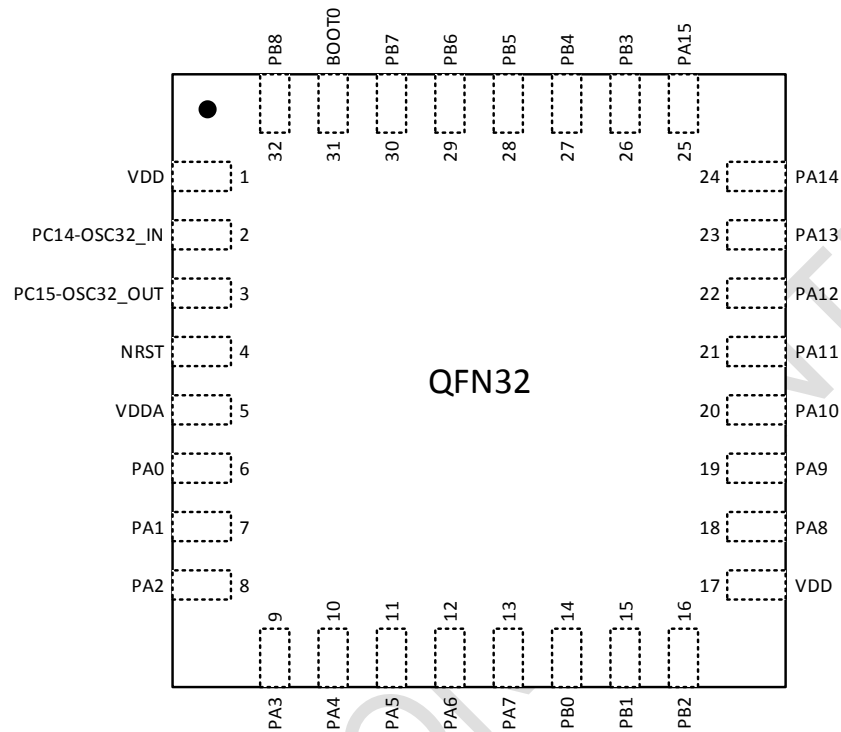 PB8 BOOT0 PB7 PB6 PB5 PB4 PB3 PA15
32 31 30 29 28 27 26 25
VDD 1 24 PA14
PC14-OSC32_IN 2 23 PA13
PC15-OSC32_OUT 3 22 PA12
NRST 4 21 PA11
QFN32
VDDA 5 20 PA10
PA0 6 19 PA9
PA1 7 18 PA8
PA2 8 17 VDD
9 10 11 12 13 14 15 16
PA3 PA4 PA5 PA6 PA7 PB0 PB1 PB2